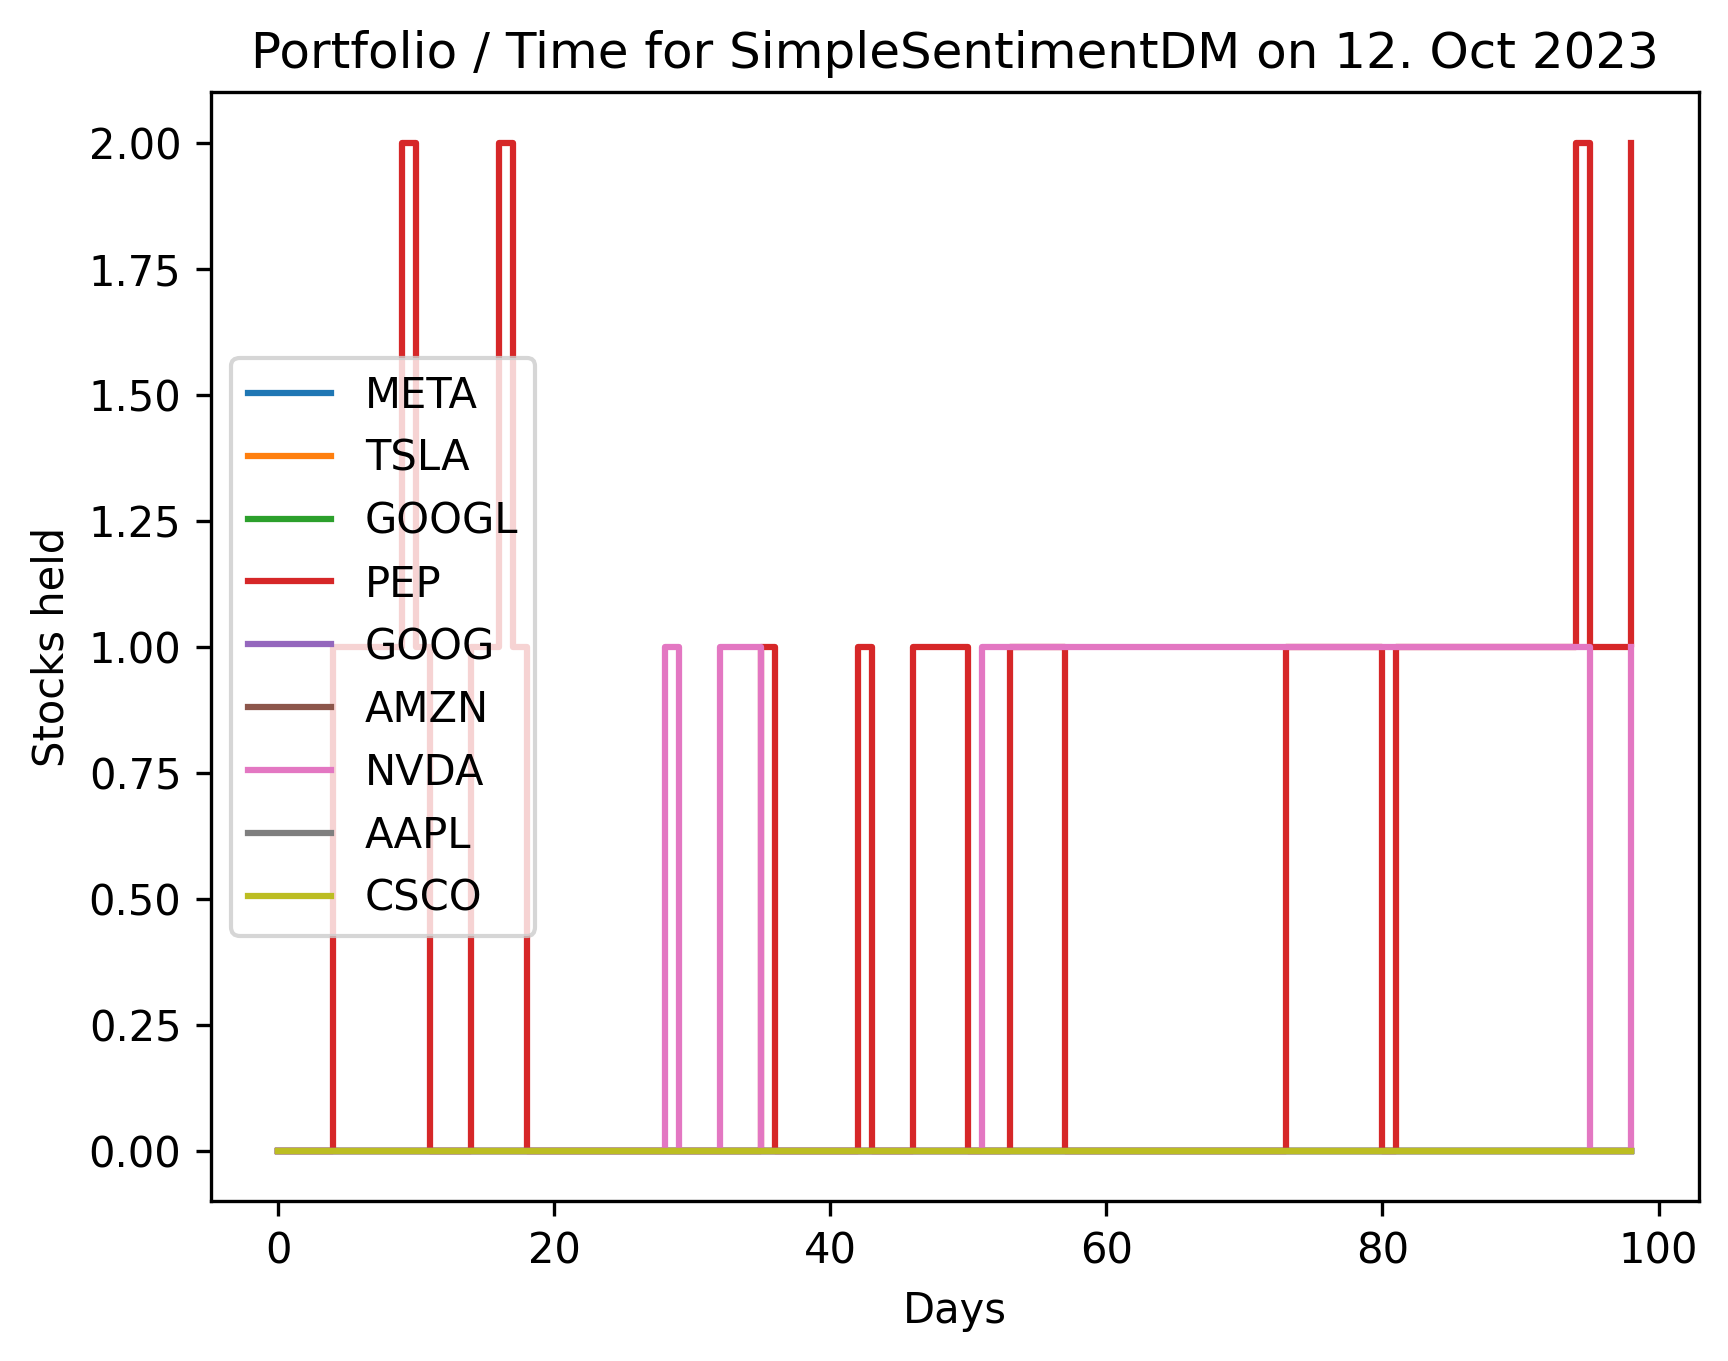 Portfolio / Time for SimpleSentimentDM on 12. Oct 2023
2.00
1.75
1.50
1.25
1.00
0.75
0.50
0.25
0.00
Stocks held
META
TSLA
GOOGL
PEP
GOOG
AMZN
NVDA
AAPL
CSCO
0 20 40 60 80 100
Days